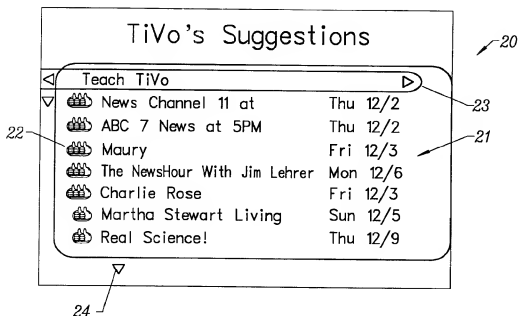 TiVo's Suggestions
20
Teach TiVo
23
News Channel 11 at Thu 12/2
ABC 7 News at 5PM Thu 12/2
22
21
Maury Fri 12/3
The NewsHour With Jim Lehrer Mon 12/6
Charlie Rose Fri 12/3
Martha Stewart Living Sun 12/5
Real Science! Thu 12/9
24